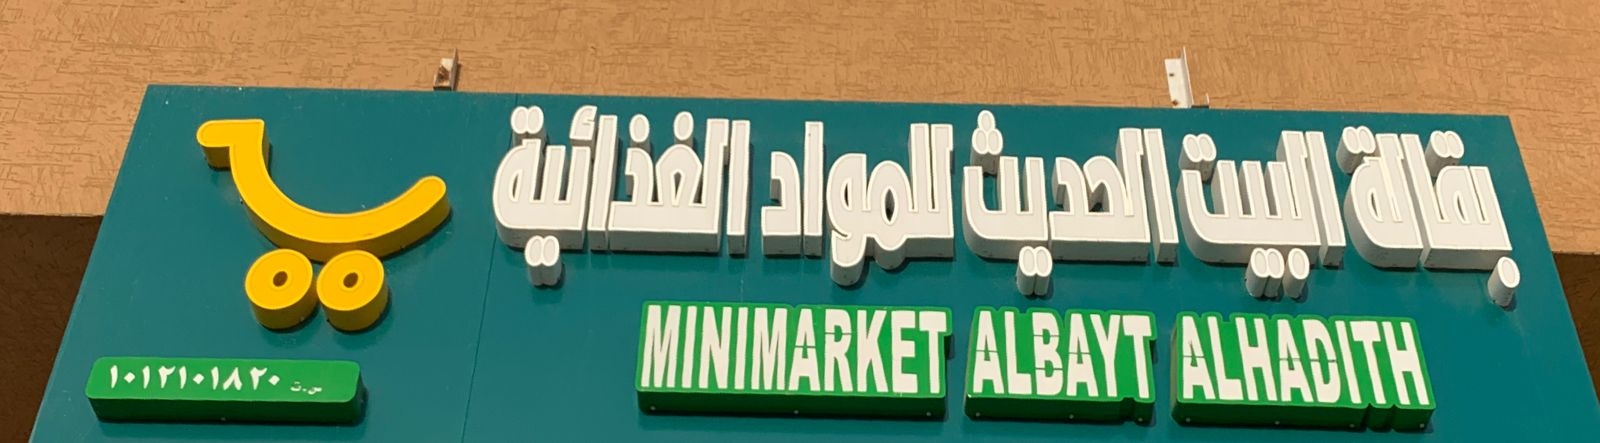 بقالة البيت الحديث للمواد الغذائية
MINIMARKET ALBAYT ALHADITH
س.ت ١٠١٢١٠١٨٢٠